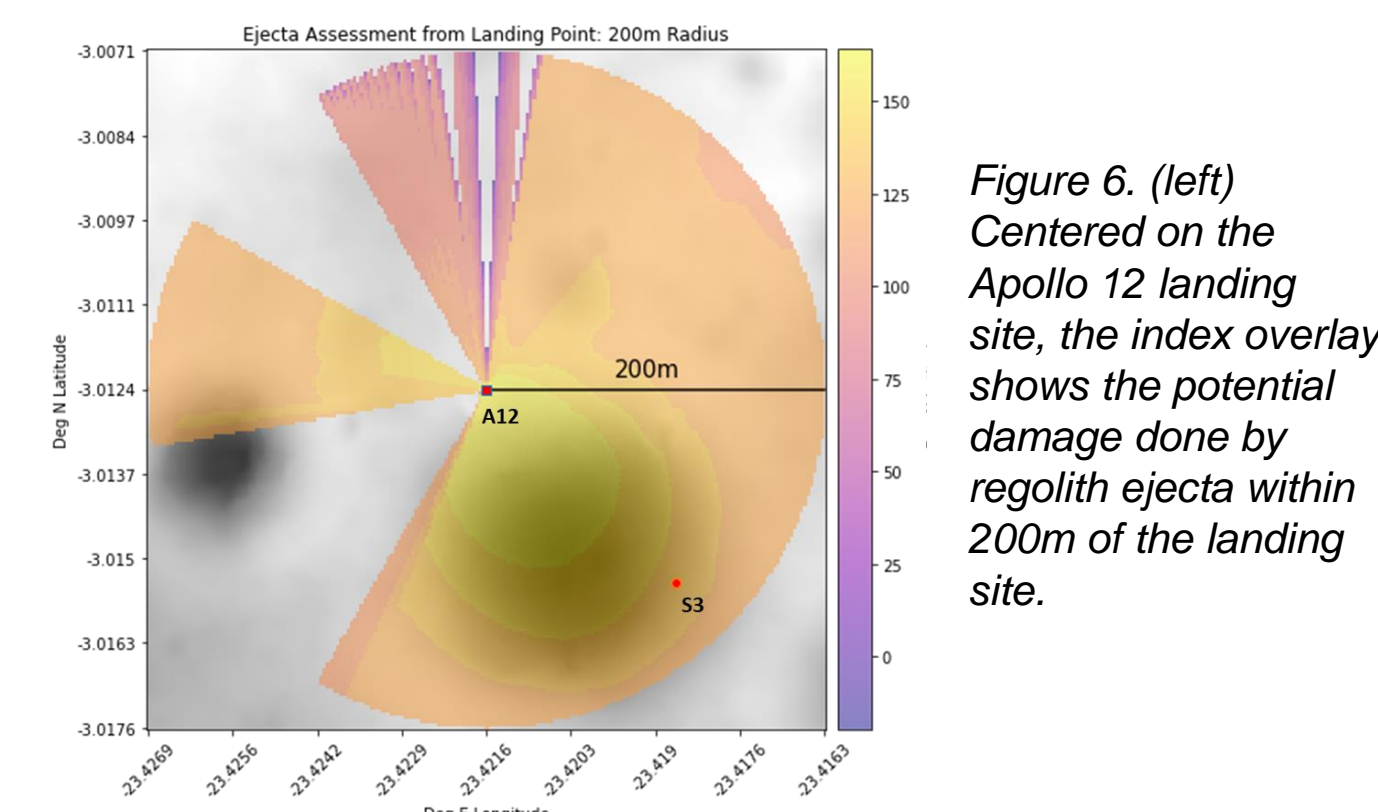 Ejecta Assessment from Landing Point: 200m Radius
-3.0071
-3.0084
-3.0097
-3.0111
-3.0124
-3.0137
-3.015
-3.0163
-3.0176
Deg N Latitude
200m
A12
S3
150
125
100
75
50
25
0
-23.4269
-23.4256
-23.4242
-23.4229
-23.4216
-23.4203
-23.419
-23.4176
-23.4163
Deg E Longitude
Figure 6. (left)
Centered on the
Apollo 12 landing
site, the index overlay
shows the potential
damage done by
regolith ejecta within
200m of the landing
site.